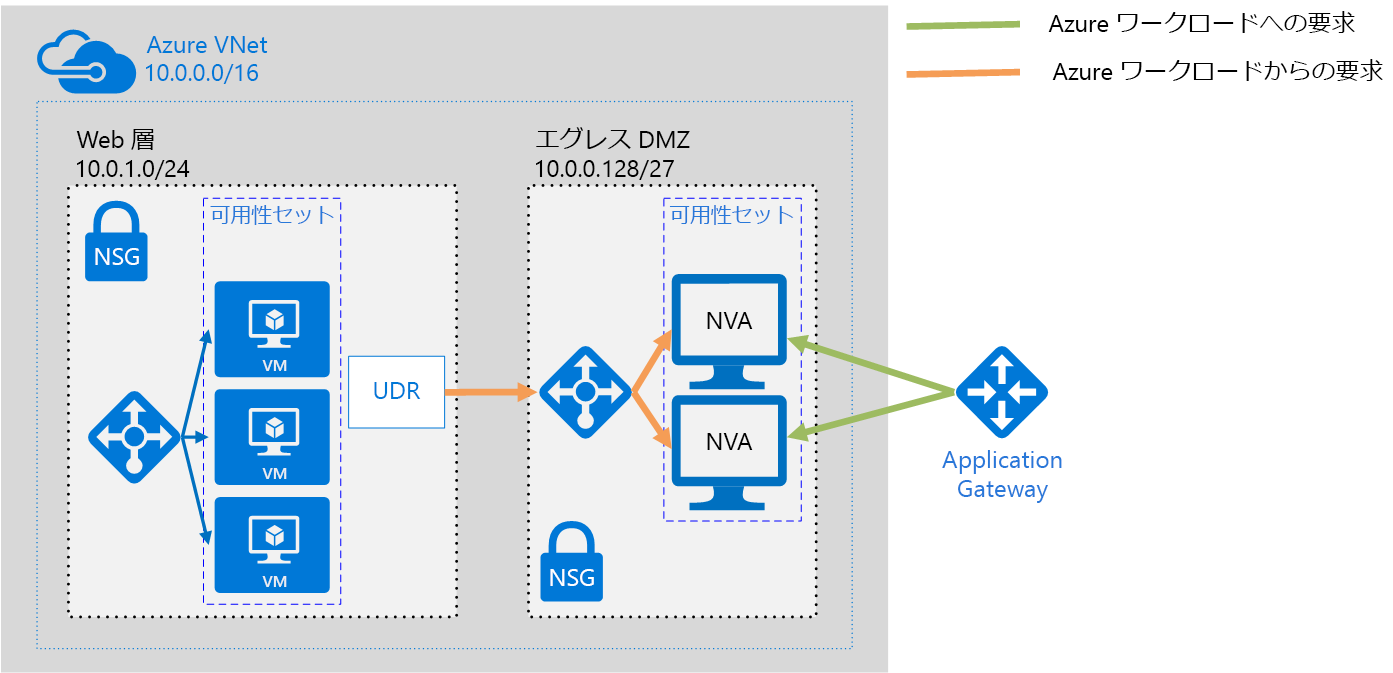 Azure VNet
10.0.0.0/16
Azure ワークロードへの要求
Azure ワークロードからの要求
Web 層
10.0.1.0/24
エグレス DMZ
10.0.0.128/27
可用性セット
NSG
VM
VM
VM
UDR
可用性セット
NVA
NVA
NSG
Application
Gateway